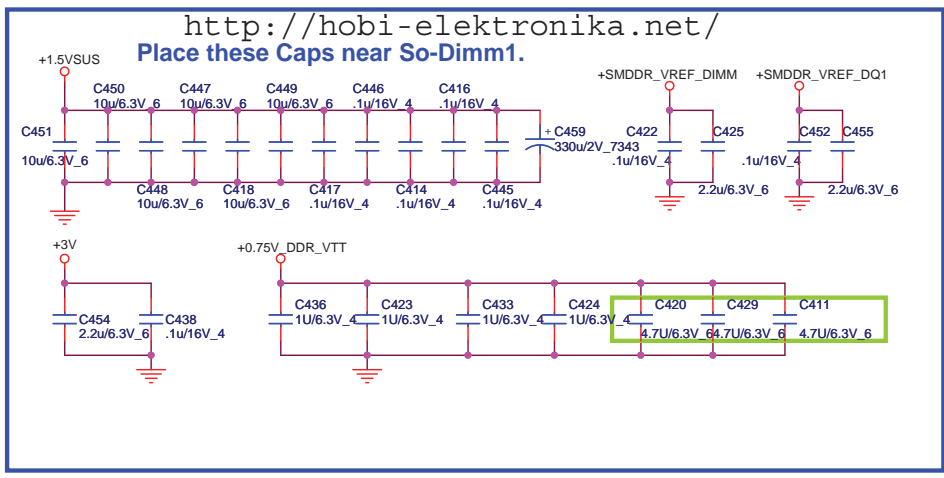 http://hobi-elektronika.net/
Place these Caps near So-Dimm1.
+1.5VSUS
C450 C447 C449 C446 C416
10u/6.3V_6 10u/6.3V_6 10u/6.3V_6 .1u/16V_4 .1u/16V_4
C451
10u/6.3V_6
+ C459
330u/2V_7343
C448 C418 C417 C414 C445
10u/6.3V_6 10u/6.3V_6 .1u/16V_4 .1u/16V_4 .1u/16V_4
+SMDDR_VREF_DIMM +SMDDR_VREF_DQ1
C422 C425 C452 C455
.1u/16V_4 .1u/16V_4
2.2u/6.3V_6 2.2u/6.3V_6
+3V
C454 C438
2.2u/6.3V_6 .1u/16V_4
+0.75V_DDR_VTT
C436 C423 C433 C424 C420 C429 C411
1U/6.3V_4 1U/6.3V_4 1U/6.3V_4 1U/6.3V_4
4.7U/6.3V_6 4.7U/6.3V_6 4.7U/6.3V_6